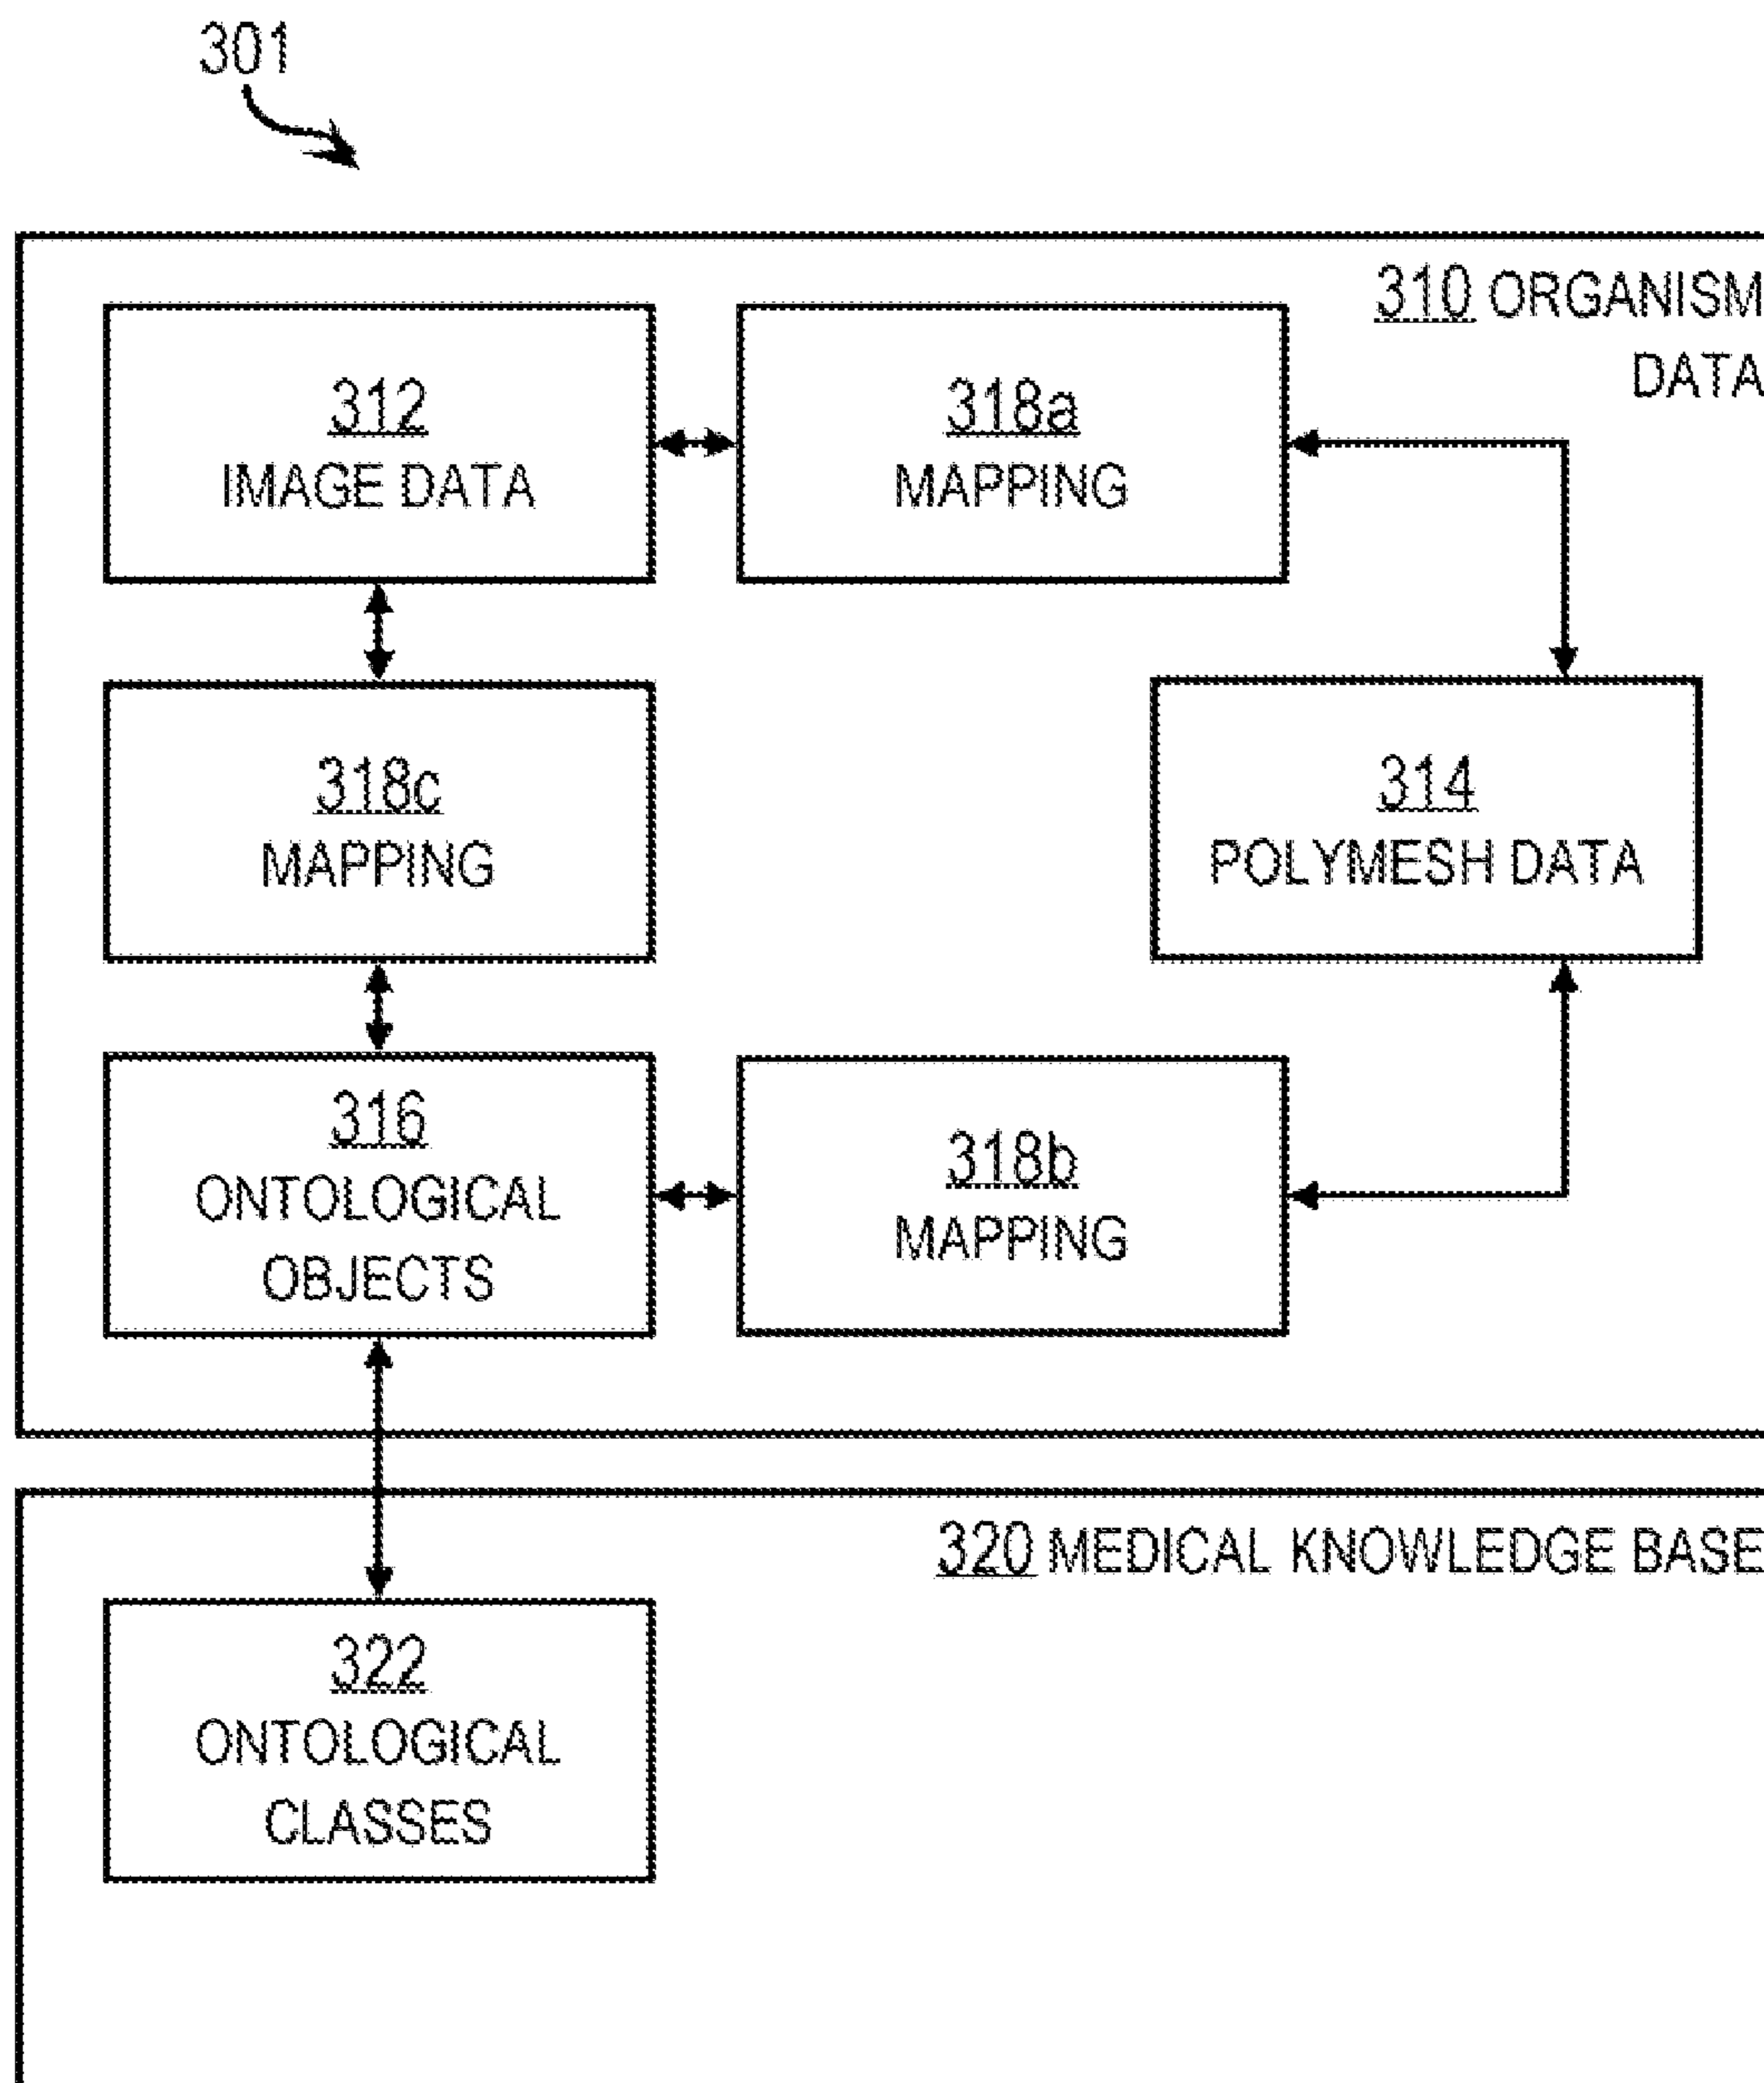 301
310 ORGANISM
DATA
312
IMAGE DATA
318a
MAPPING
318c
MAPPING
314
POLYMESH DATA
316
ONTOLOGICAL
OBJECTS
318b
MAPPING
320 MEDICAL KNOWLEDGE BASE
322
ONTOLOGICAL
CLASSES